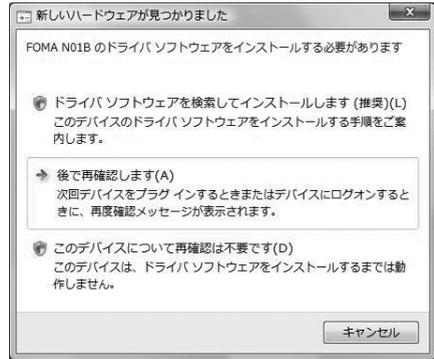 新しいハードウェアが見つかりました
FOMA N01B のドライバ ソフトウェアをインストールする必要があります
ドライバ ソフトウェアを検索してインストールします (推奨)(L)
このデバイスのドライバ ソフトウェアをインストールする手順をご案
内します。
後で再確認します(A)
次回デバイスをプラグ インするときまたはデバイスにログオンすると
きに、再度確認メッセージが表示されます。
このデバイスについて再確認は不要です(D)
このデバイスは、ドライバ ソフトウェアをインストールするまでは動
作しません。
キャンセル